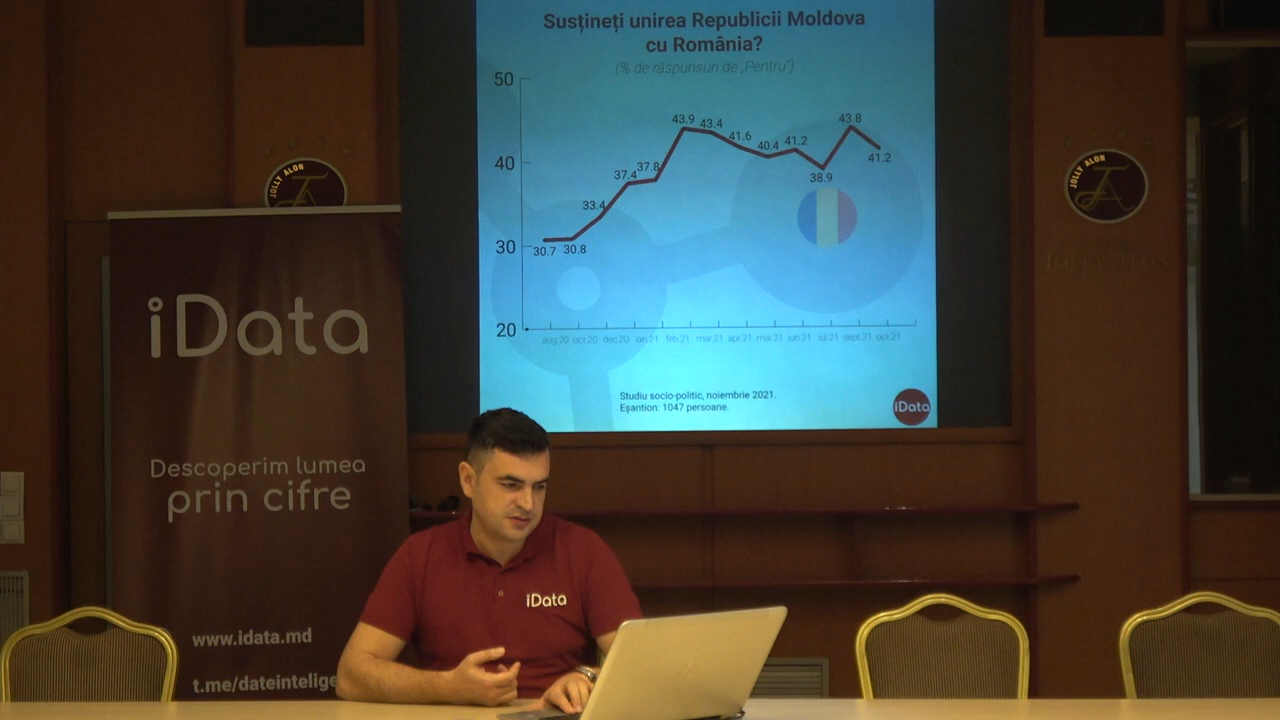 Susțineți unirea Republicii Moldova
cu România?
(% de răspunsuri de „Pentru")
50
40
30
20
30.7
30.8
33.4
37.4
37.8
43.9
43.4
41.6
40.4
41.2
38.9
43.8
41.2
aug.20 oct.20 dec.20 ian.21 feb.21 mar.21 apr.21 mai.21 iun.21 iul.21 sept.21 oct.21
Studiu socio-politic, noiembrie 2021.
Eșantion: 1047 persoane.
iData
JOLLY ALON
JOLLY ALON
iData
Descoperim lumea
prin cifre
www.idata.md
t.me/dateintelige
iData